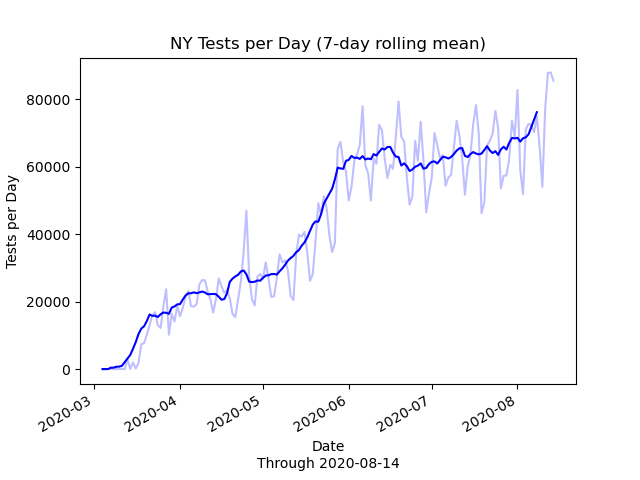 NY Tests per Day (7-day rolling mean)
Tests per Day
80000
60000
40000
20000
0
2020-03
2020-04
2020-05
2020-06
2020-07
2020-08
Date
Through 2020-08-14